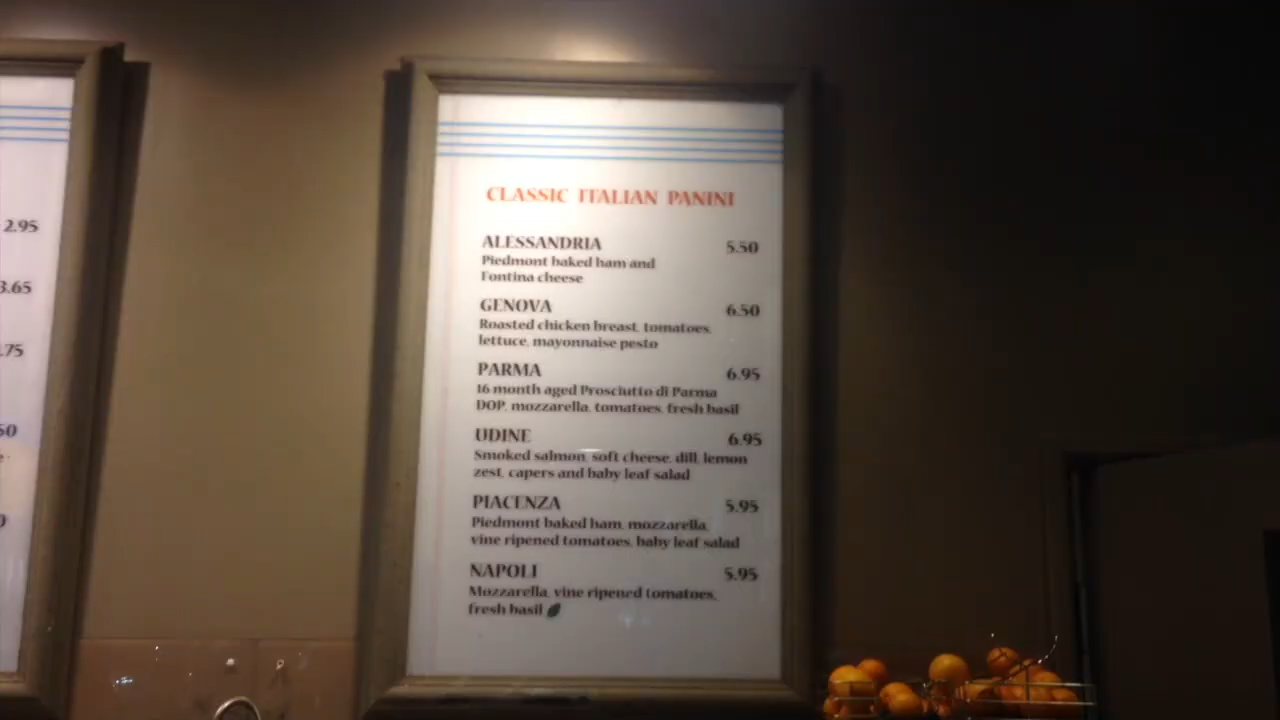 2.95
3.65
.75
50
CLASSIC ITALIAN PANINI
ALESSANDRIA 5.50
Piedmont baked ham and
Fontina cheese
GENOVA 6.50
Roasted chicken breast, tomatoes,
lettuce, mayonnaise pesto
PARMA 6.95
16 month aged Prosciutto di Parma
DOP, mozzarella, tomatoes, fresh basil
UDINE 6.95
Smoked salmon, soft cheese, dill, lemon
zest, capers and baby leaf salad
PIACENZA 5.95
Piedmont baked ham, mozzarella,
vine ripened tomatoes, baby leaf salad
NAPOLI 5.95
Mozzarella, vine ripened tomatoes,
fresh basil